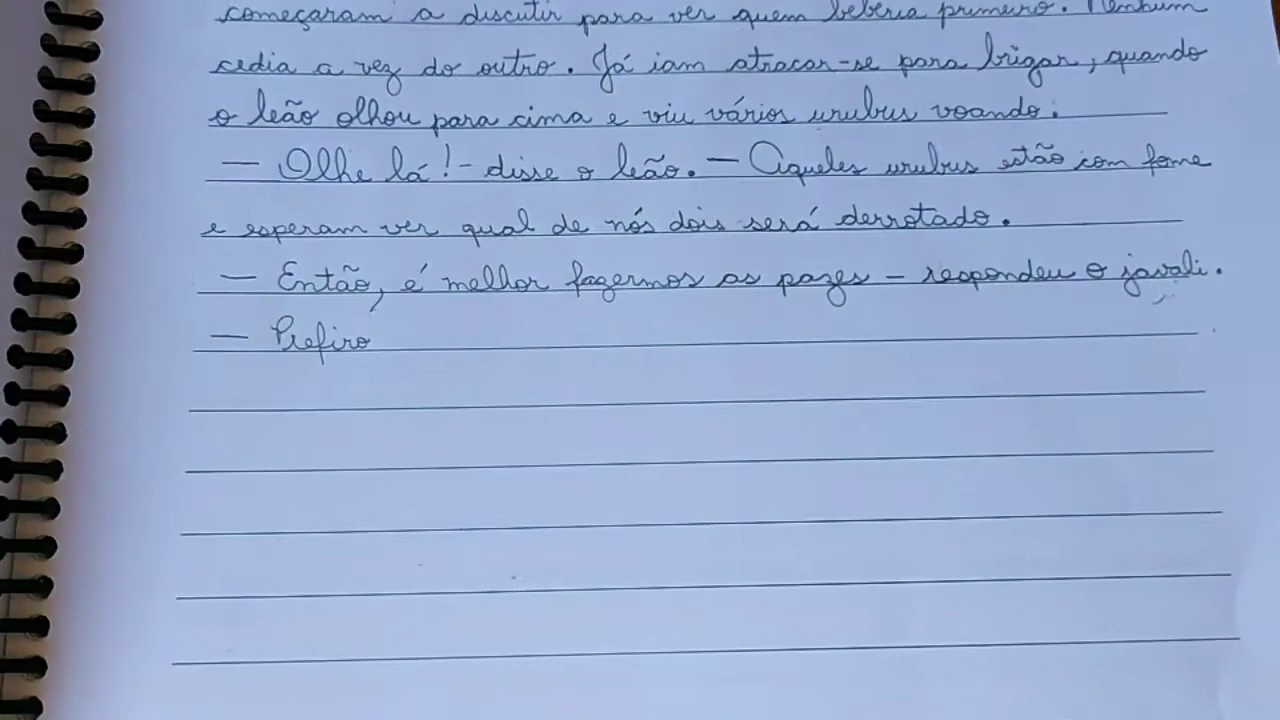 começaram a discutir para ver quem beberia primeiro. Nenhum
cedia a vez do outro. Já iam atracar-se para brigar, quando
o leão olhou para cima e viu vários urubus voando.
— Olhe lá! - disse o leão. — Aqueles urubus estão com fome
e esperam ver qual de nós dois será derrotado.
— Então, é melhor fazermos as pazes – respondeu o javali.
— Prefiro